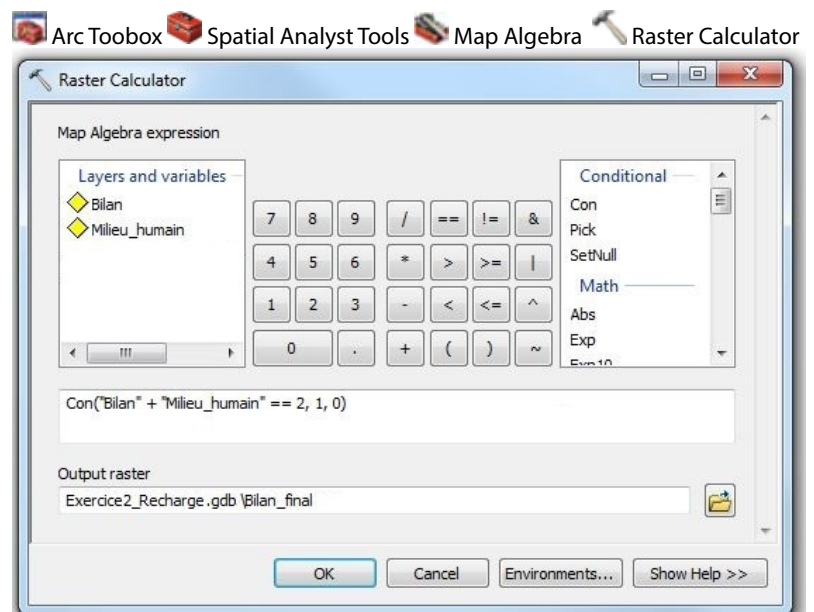 Arc Toobox Spatial Analyst Tools Map Algebra Raster Calculator
Raster Calculator
Map Algebra expression
Layers and variables
Bilan
Milieu_humain
7 8 9 / == != &
4 5 6 * > >= |
1 2 3 - < <= ^
0 . + ( ) ~
Conditional
Con
Pick
SetNull
Math
Abs
Exp
Exp10
Con("Bilan" + "Milieu_humain" == 2, 1, 0)
Output raster
Exercice2_Recharge.gdb \Bilan_final
OK Cancel Environments... Show Help >>